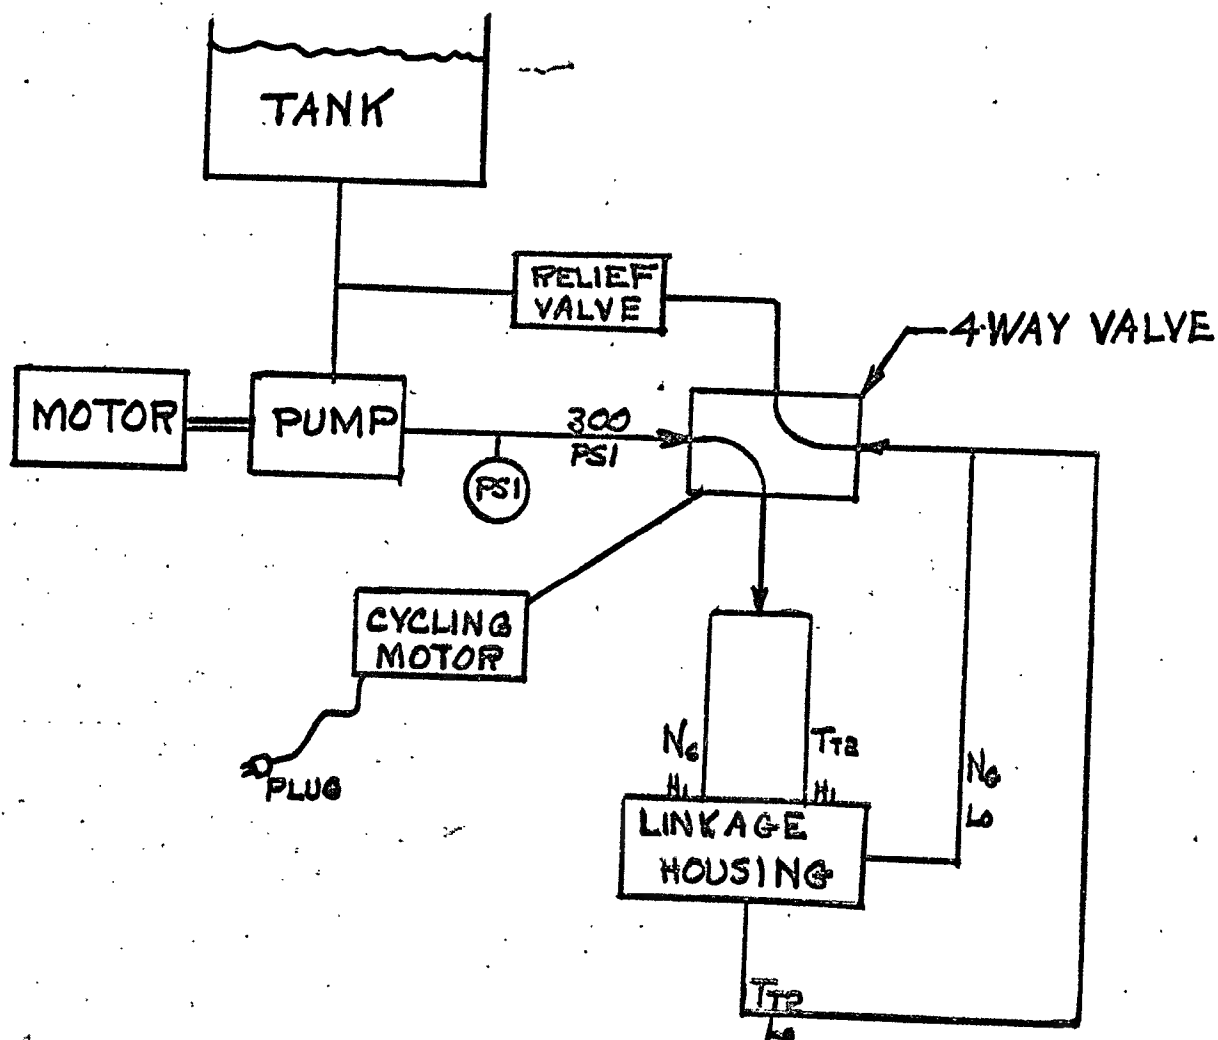 TANK
RELIEF
VALVE
4-WAY VALVE
MOTOR
PUMP
300
PSI
PSI
CYCLING
MOTOR
PLUG
NG
HI
TT2
HI
NG
LO
LINKAGE
HOUSING
TT2
LO